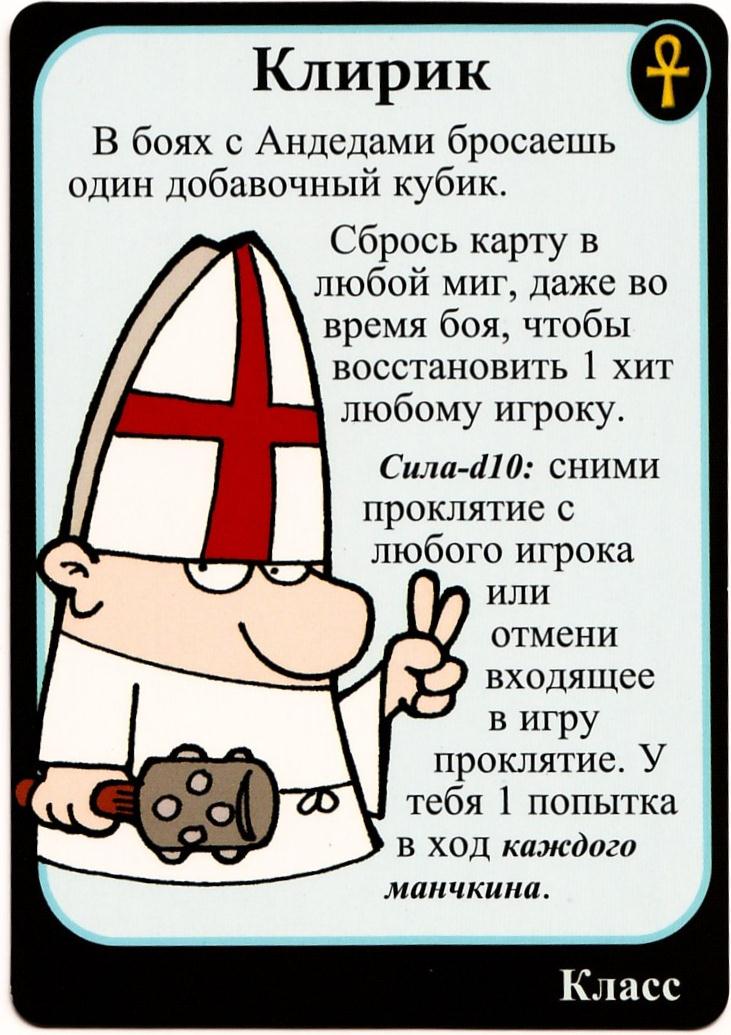 Клирик
В боях с Андедами бросаешь
один добавочный кубик.
Сбрось карту в
любой миг, даже во
время боя, чтобы
восстановить 1 хит
любому игроку.
Сила-d10: сними
проклятие с
любого игрока
или
отмени
входящее
в игру
проклятие. У
тебя 1 попытка
в ход каждого
манчкина.
Класс